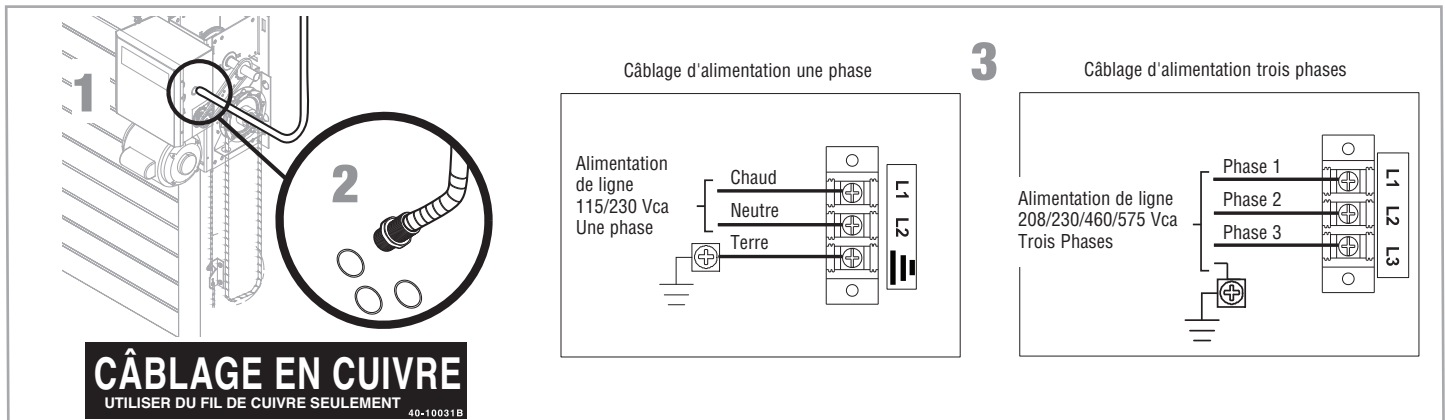 1
2
CÂBLAGE EN CUIVRE
UTILISER DU FIL DE CUIVRE SEULEMENT
40-10031B
3
Câblage d'alimentation une phase
Alimentation
de ligne
115/230 Vca
Une phase
Chaud
Neutre
Terre
L1
L2
Câblage d'alimentation trois phases
Alimentation de ligne
208/230/460/575 Vca
Trois Phases
Phase 1
Phase 2
Phase 3
L1
L2
L3